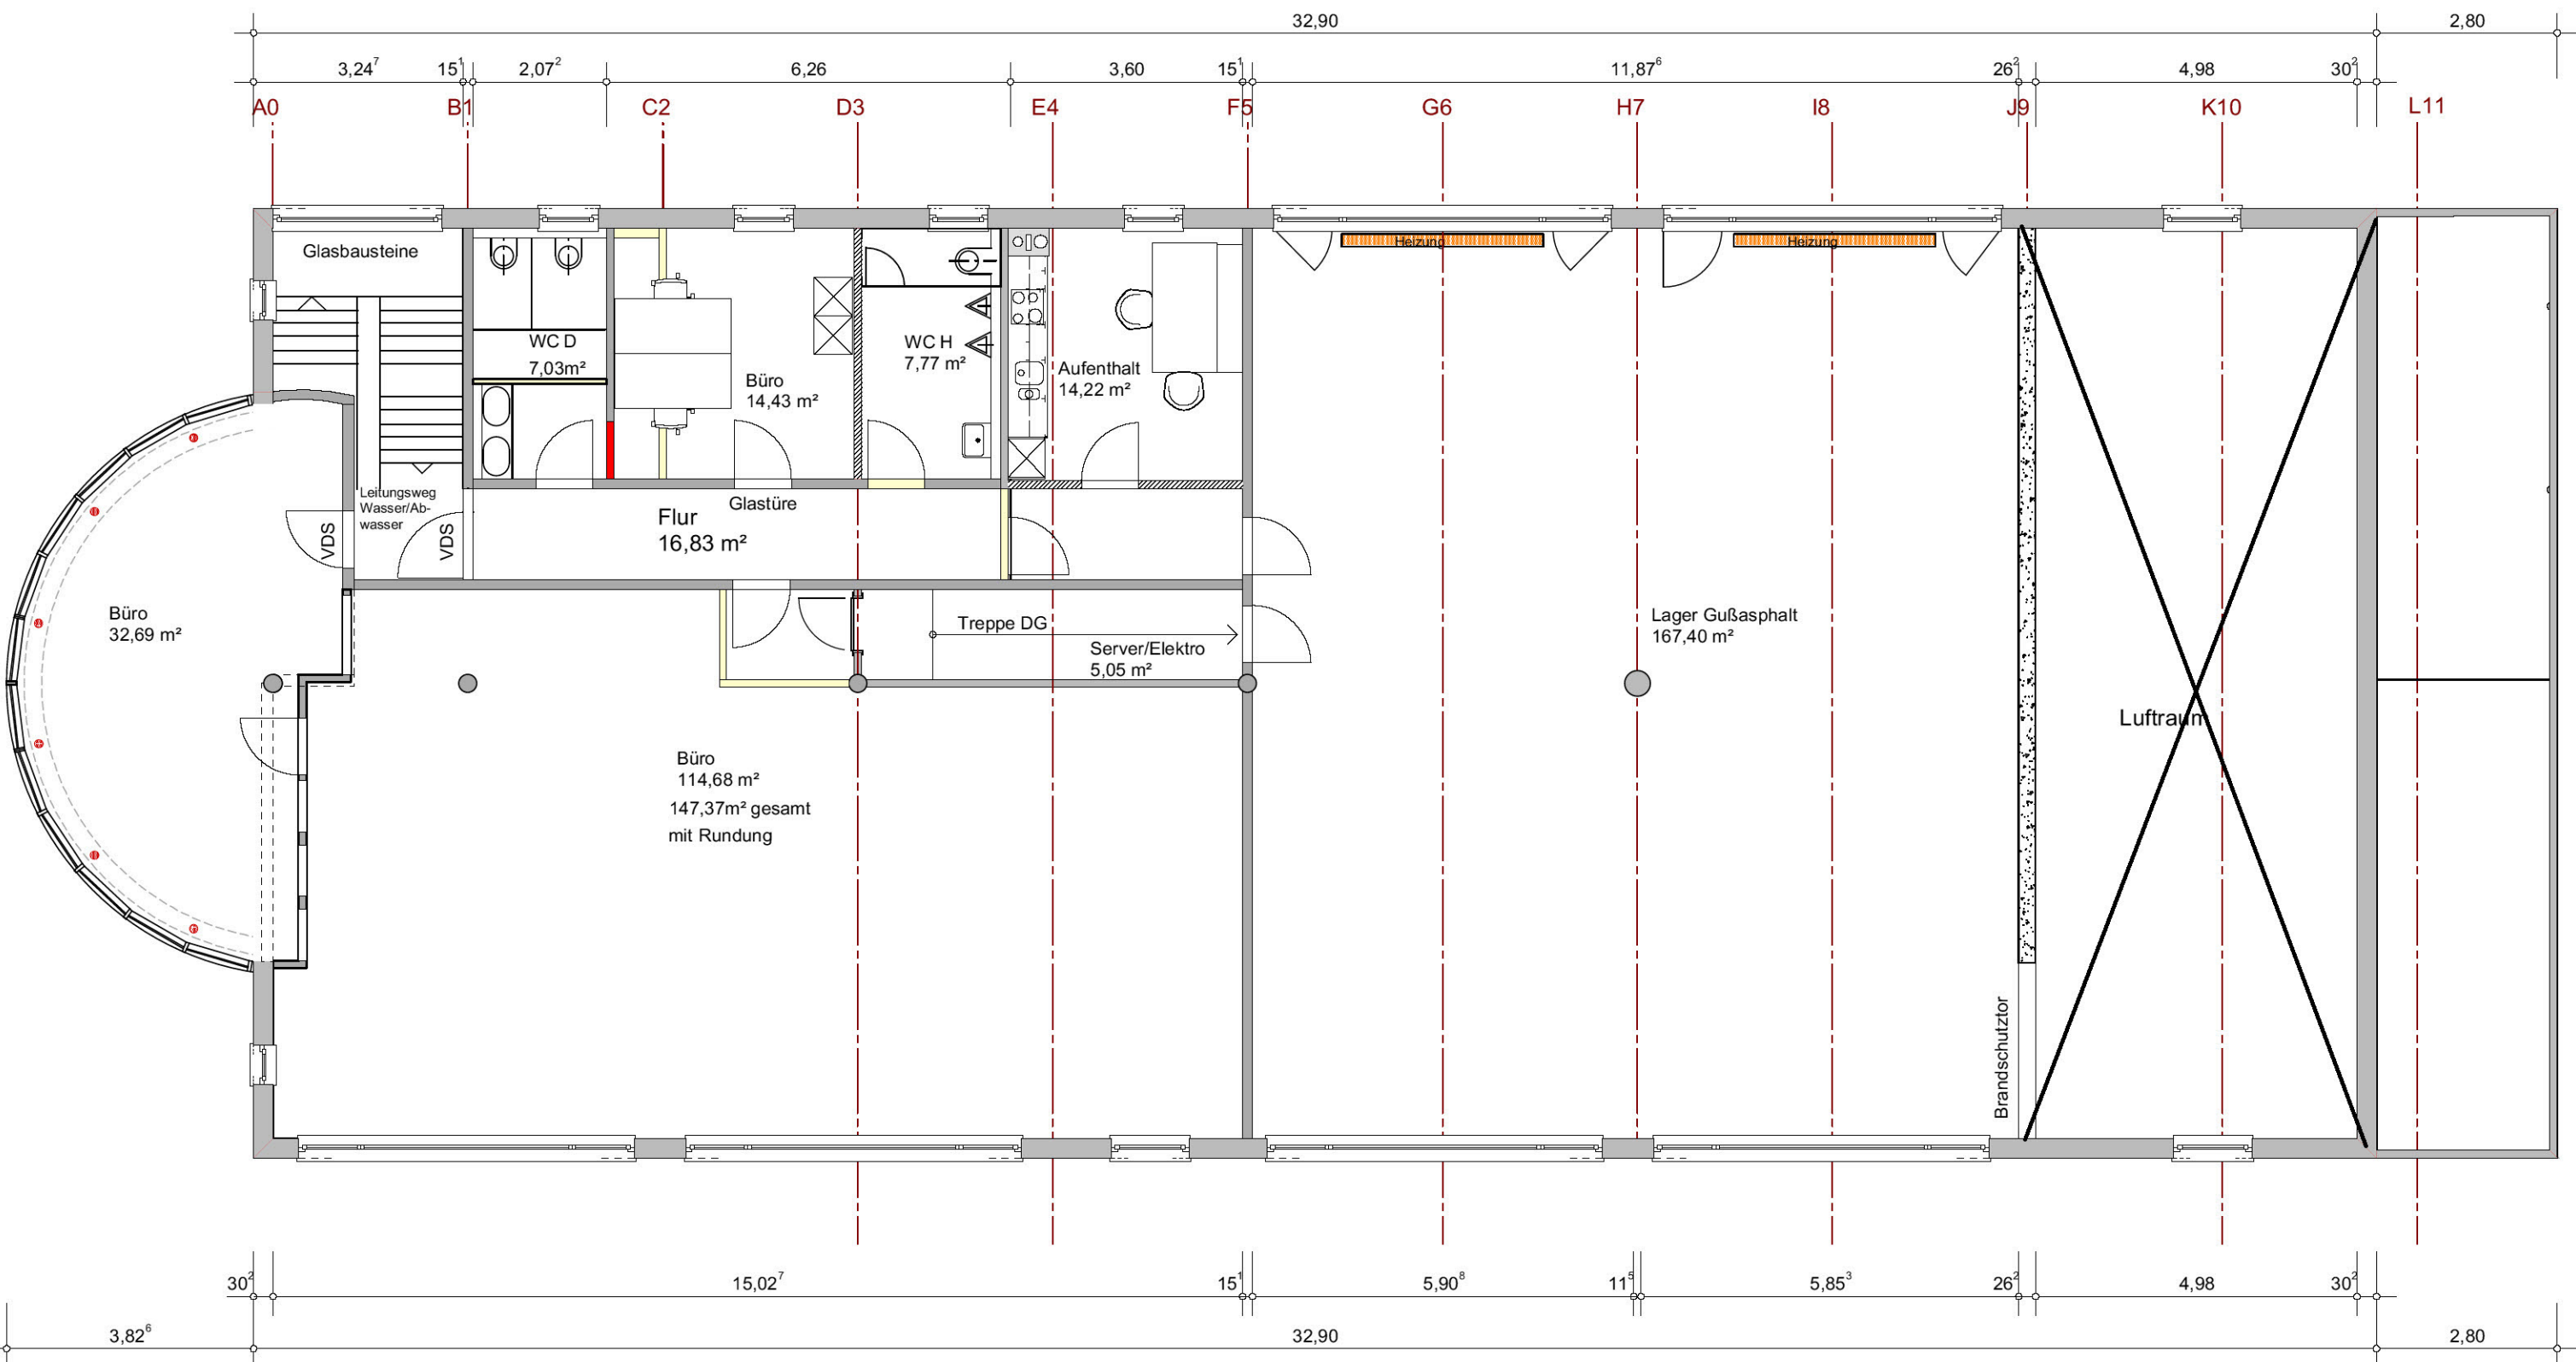 32,90
2,80
3,24⁷
15¹
2,07²
6,26
3,60
15¹
11,87⁶
26²
4,98
30²
A0
B1
C2
D3
E4
F5
G6
H7
I8
J9
K10
L11
Glasbausteine
Heizung
Heizung
WC D
7,03m²
Büro
14,43 m²
WC H
7,77 m²
Aufenthalt
14,22 m²
Leitungsweg
Wasser/Ab-
wasser
VDS
VDS
Glastüre
Flur
16,83 m²
Büro
32,69 m²
Treppe DG
Server/Elektro
5,05 m²
Lager Gußasphalt
167,40 m²
Luftraum
Büro
114,68 m²
147,37m² gesamt
mit Rundung
Brandschutztor
30²
15,02⁷
15¹
5,90⁸
11⁵
5,85³
26²
4,98
30²
3,82⁶
32,90
2,80